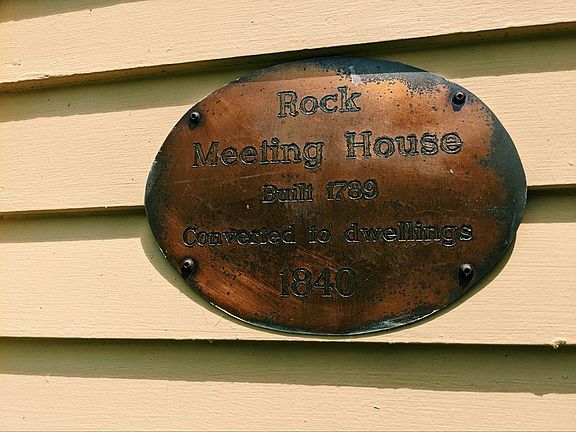 Rock
Meeting House
Built 1789
Converted to dwellings
1840